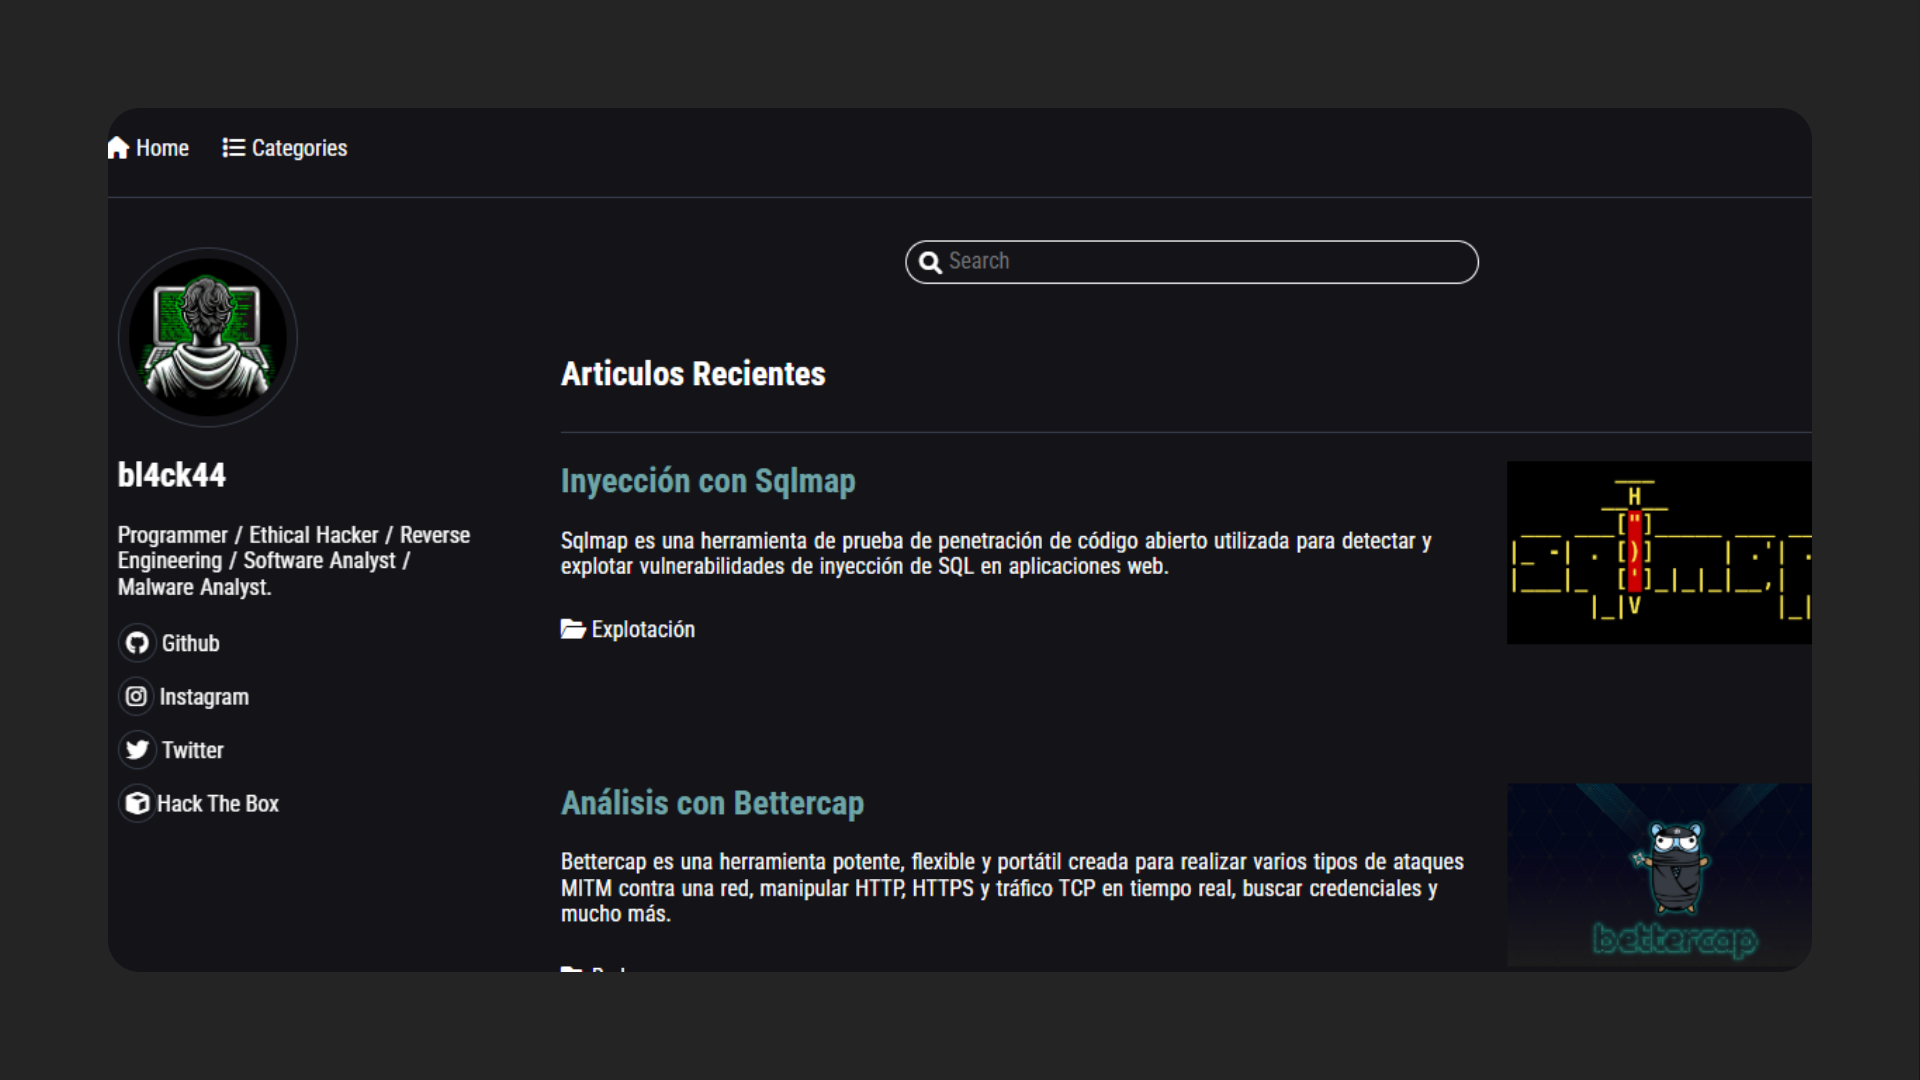 Home
Categories
Search
Articulos Recientes
bl4ck44
Programmer / Ethical Hacker / Reverse
Engineering / Software Analyst /
Malware Analyst.
Github
Instagram
Twitter
Hack The Box
Inyección con Sqlmap
Sqlmap es una herramienta de prueba de penetración de código abierto utilizada para detectar y
explotar vulnerabilidades de inyección de SQL en aplicaciones web.
Explotación
Análisis con Bettercap
Bettercap es una herramienta potente, flexible y portátil creada para realizar varios tipos de ataques
MITM contra una red, manipular HTTP, HTTPS y tráfico TCP en tiempo real, buscar credenciales y
mucho más.
bettercap